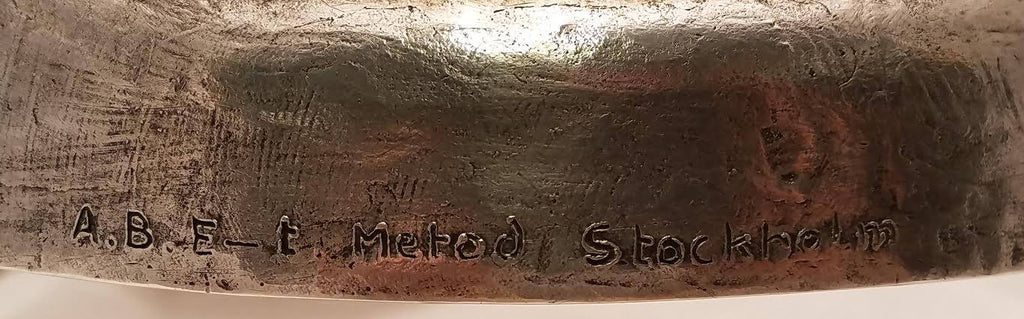 A.B. E-t. Metod Stockholm